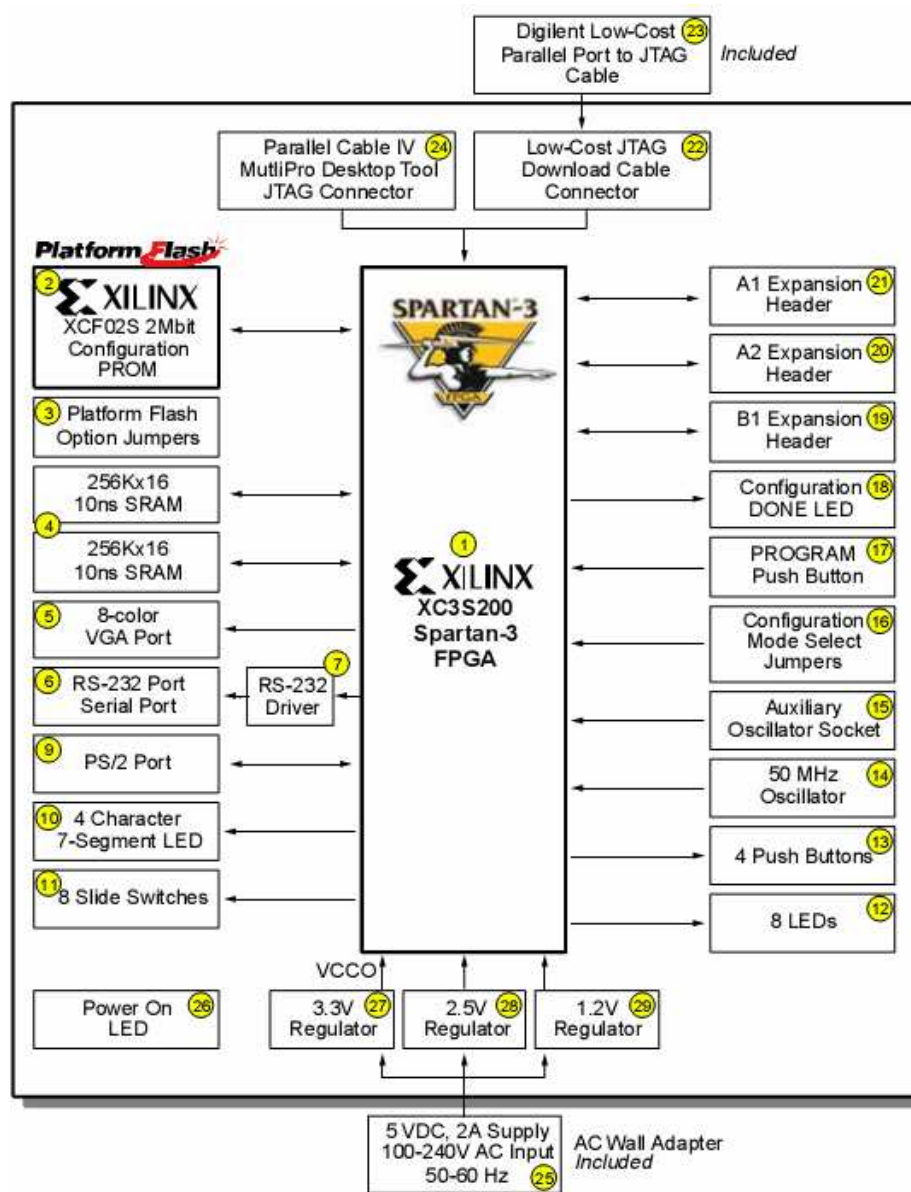 Digilent Low-Cost 23
Parallel Port to JTAG
Cable
Included
Parallel Cable IV 24
MutliPro Desktop Tool
JTAG Connector
Low-Cost JTAG 22
Download Cable
Connector
Platform Flash
2 XILINX
XCF02S 2Mbit
Configuration
PROM
3 Platform Flash
Option Jumpers
256Kx16
10ns SRAM
4
256Kx16
10ns SRAM
5 8-color
VGA Port
6 RS-232 Port
Serial Port
7
RS-232
Driver
9 PS/2 Port
10 4 Character
7-Segment LED
11 8 Slide Switches
SPARTAN-3
FPGA
1
XILINX
XC3S200
Spartan-3
FPGA
A1 Expansion 21
Header
A2 Expansion 20
Header
B1 Expansion 19
Header
Configuration 18
DONE LED
PROGRAM 17
Push Button
Configuration 16
Mode Select
Jumpers
Auxiliary 15
Oscillator Socket
50 MHz 14
Oscillator
13
4 Push Buttons
8 LEDs 12
VCCO
Power On 26
LED
3.3V 27
Regulator
2.5V 28
Regulator
1.2V 29
Regulator
5 VDC, 2A Supply
100-240V AC Input
50-60 Hz 25
AC Wall Adapter
Included